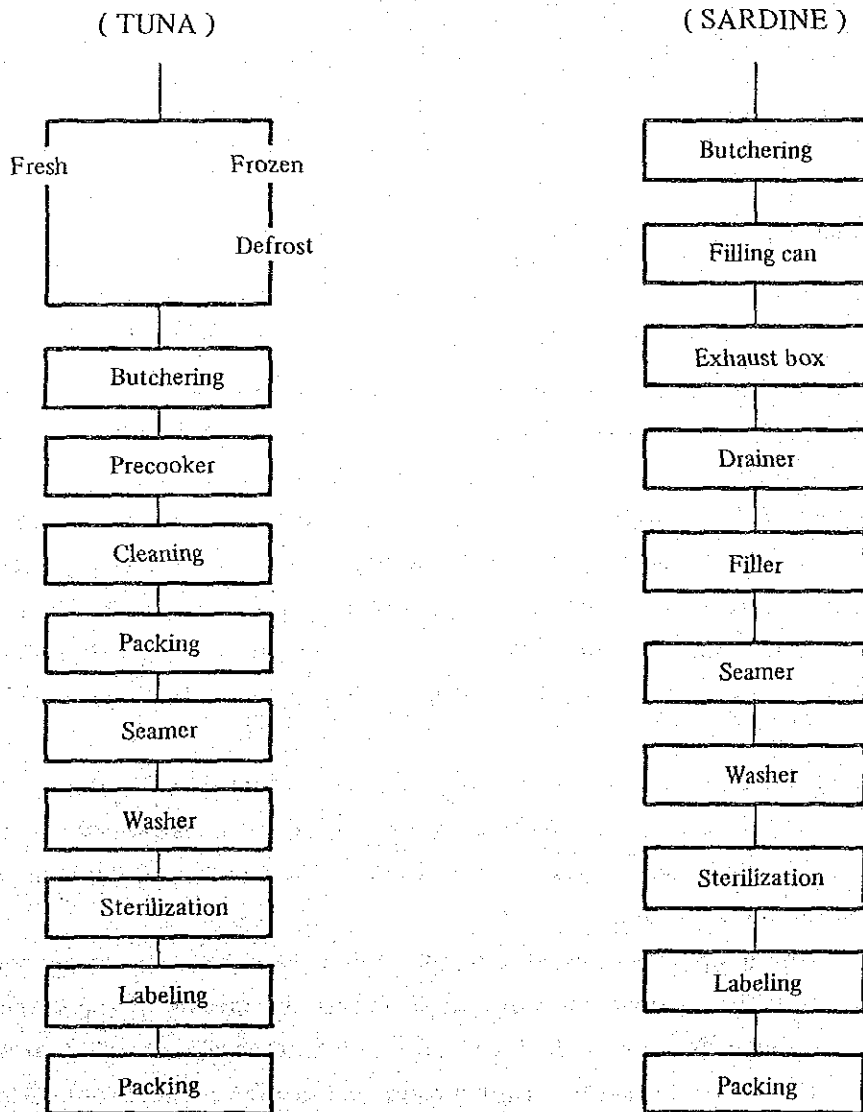 ( TUNA )
Fresh
Frozen
Defrost
Butchering
Precooker
Cleaning
Packing
Seamer
Washer
Sterilization
Labeling
Packing
( SARDINE )
Butchering
Filling can
Exhaust box
Drainer
Filler
Seamer
Washer
Sterilization
Labeling
Packing